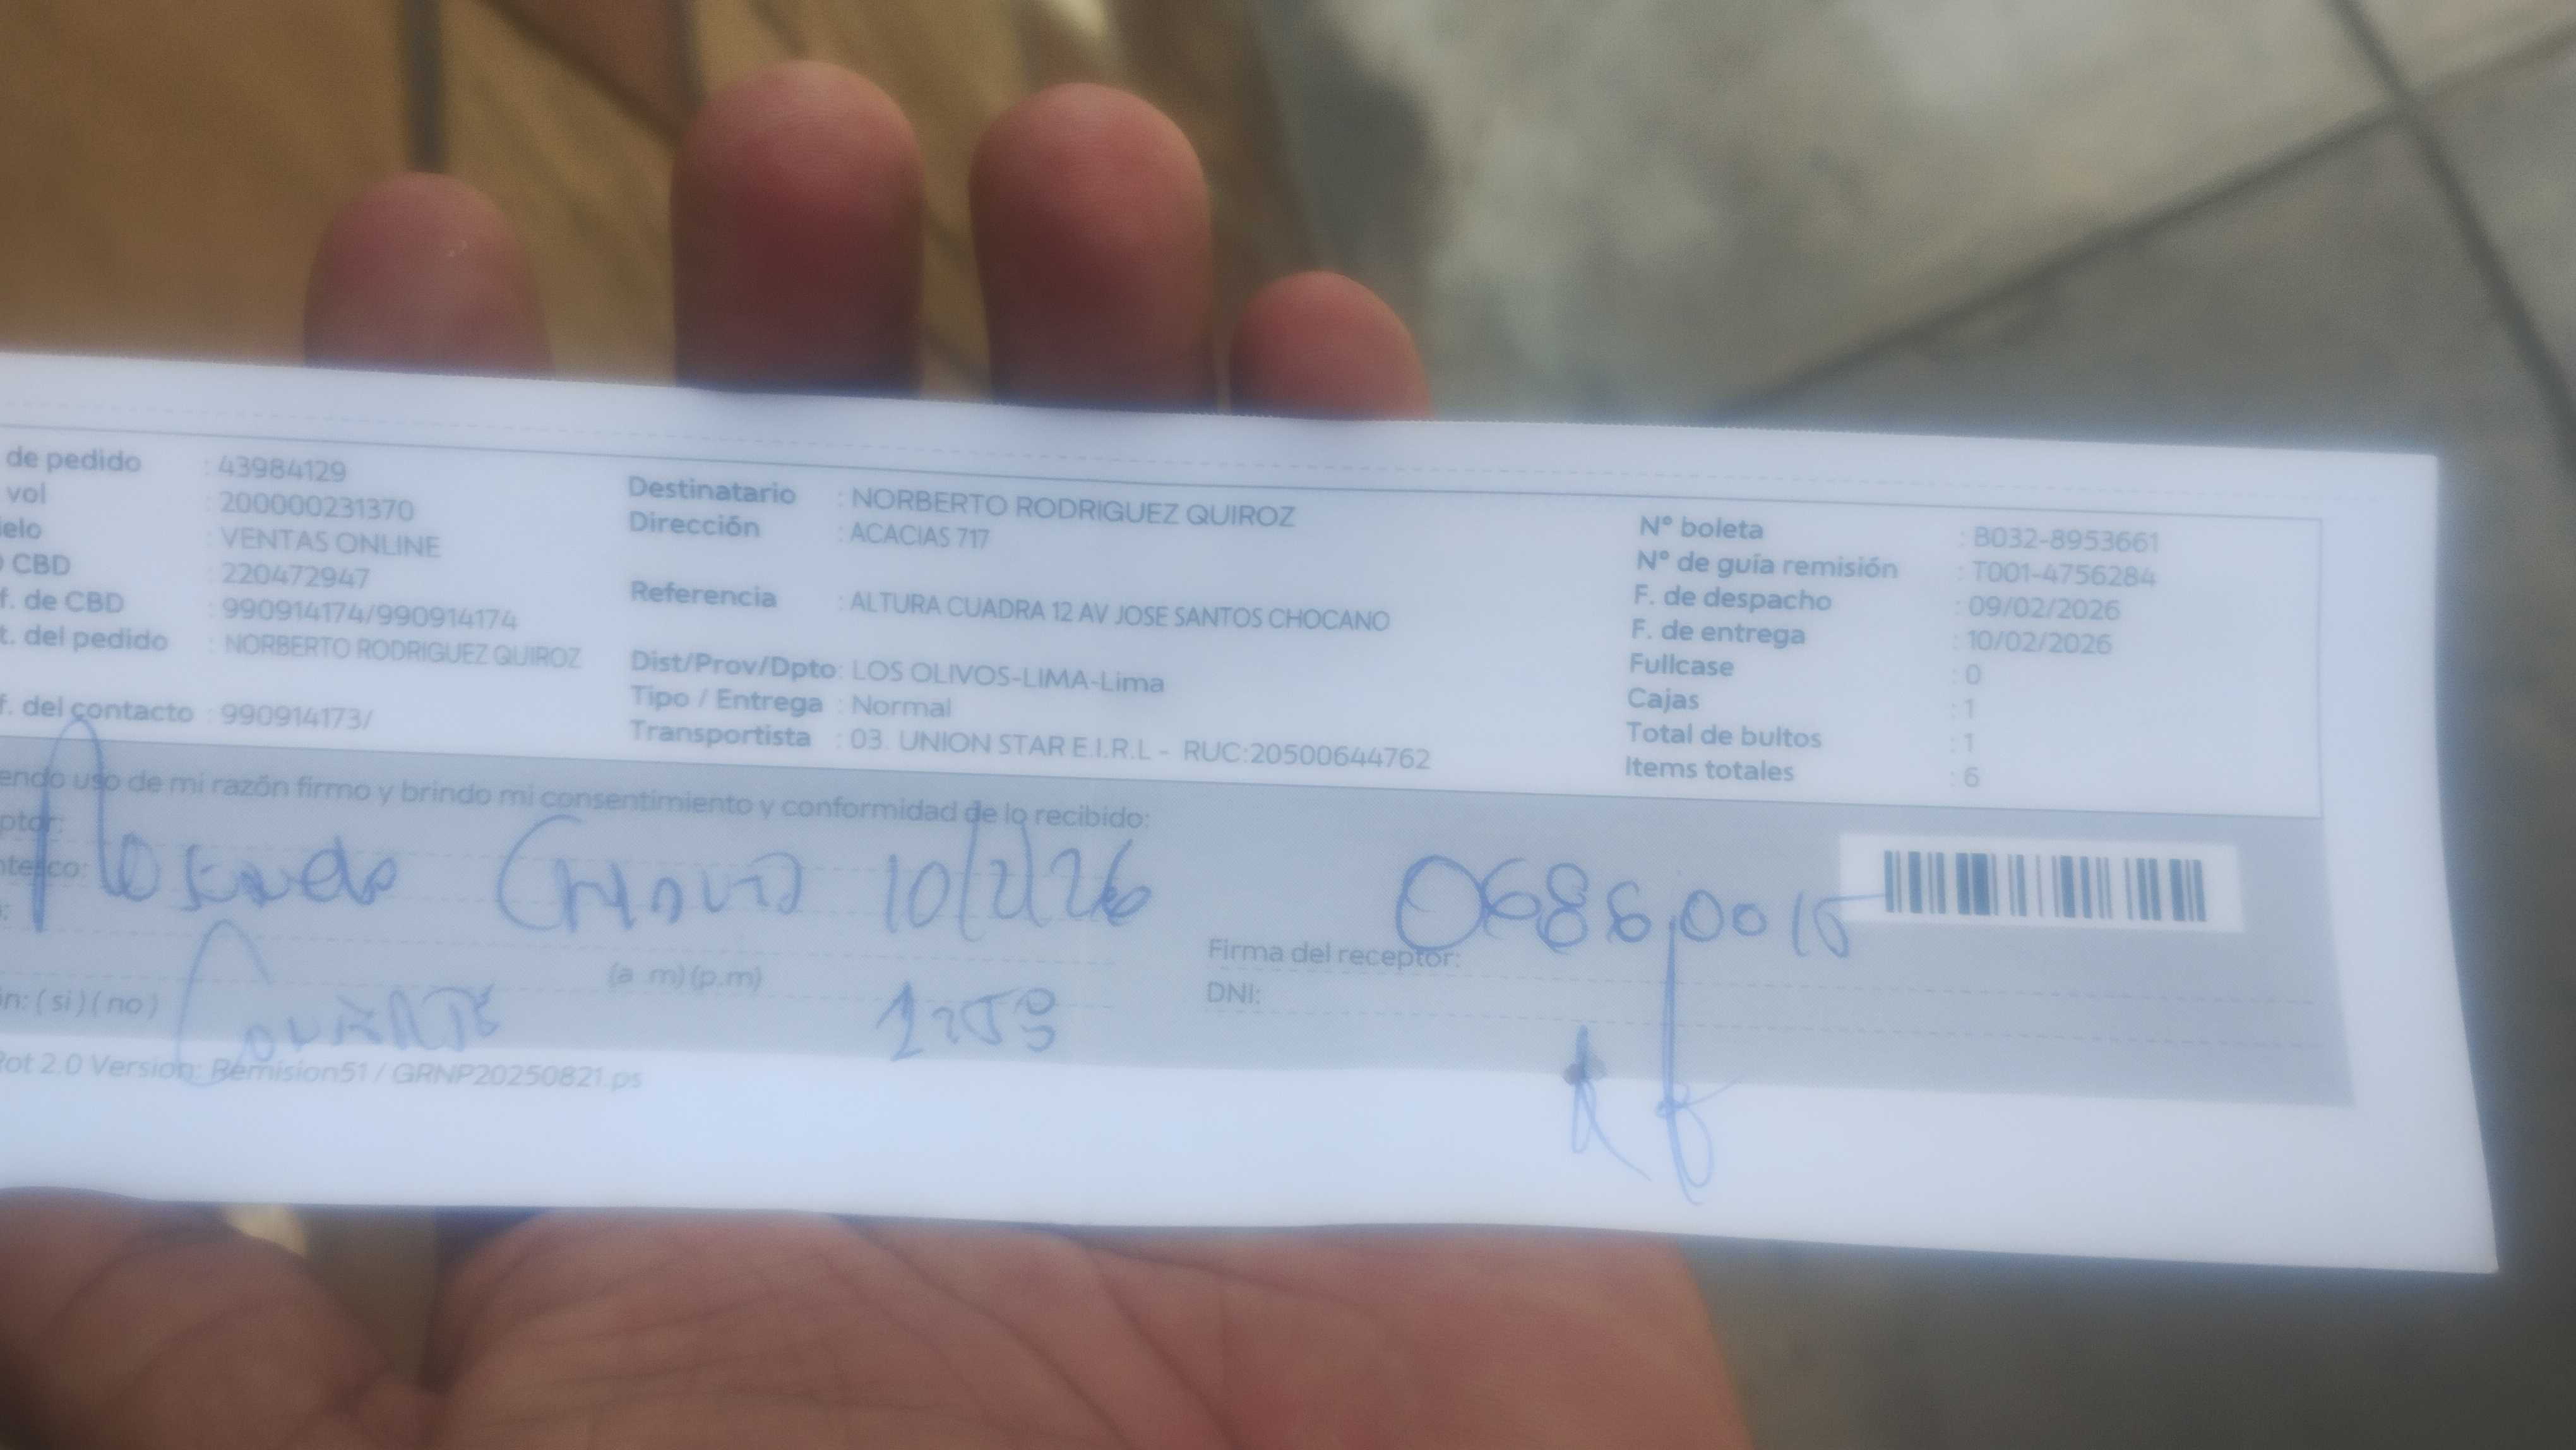 de pedido : 43984129
vol : 200000231370
elo : VENTAS ONLINE
CBD : 220472947
f. de CBD : 990914174/990914174
t. del pedido : NORBERTO RODRIGUEZ QUIROZ
f. del contacto : 990914173/
Destinatario : NORBERTO RODRIGUEZ QUIROZ
Dirección : ACACIAS 717
Referencia : ALTURA CUADRA 12 AV JOSE SANTOS CHOCANO
Dist/Prov/Dpto : LOS OLIVOS-LIMA-Lima
Tipo / Entrega : Normal
Transportista : 03. UNION STAR E.I.R.L - RUC:20500644762
N° boleta : B032-8953661
N° de guía remisión : T001-4756284
F. de despacho : 09/02/2026
F. de entrega : 10/02/2026
Fullcase : 0
Cajas : 1
Total de bultos : 1
Items totales : 6
endo uso de mi razón firmo y brindo mi consentimiento y conformidad de lo recibido:
ptor:
ntesco:
10/2/26
Firma del receptor:
(a m) (p.m)
DNI:
n: ( si ) ( no )
Rot 2.0 Version: Remision51 / GRNP20250821.ps